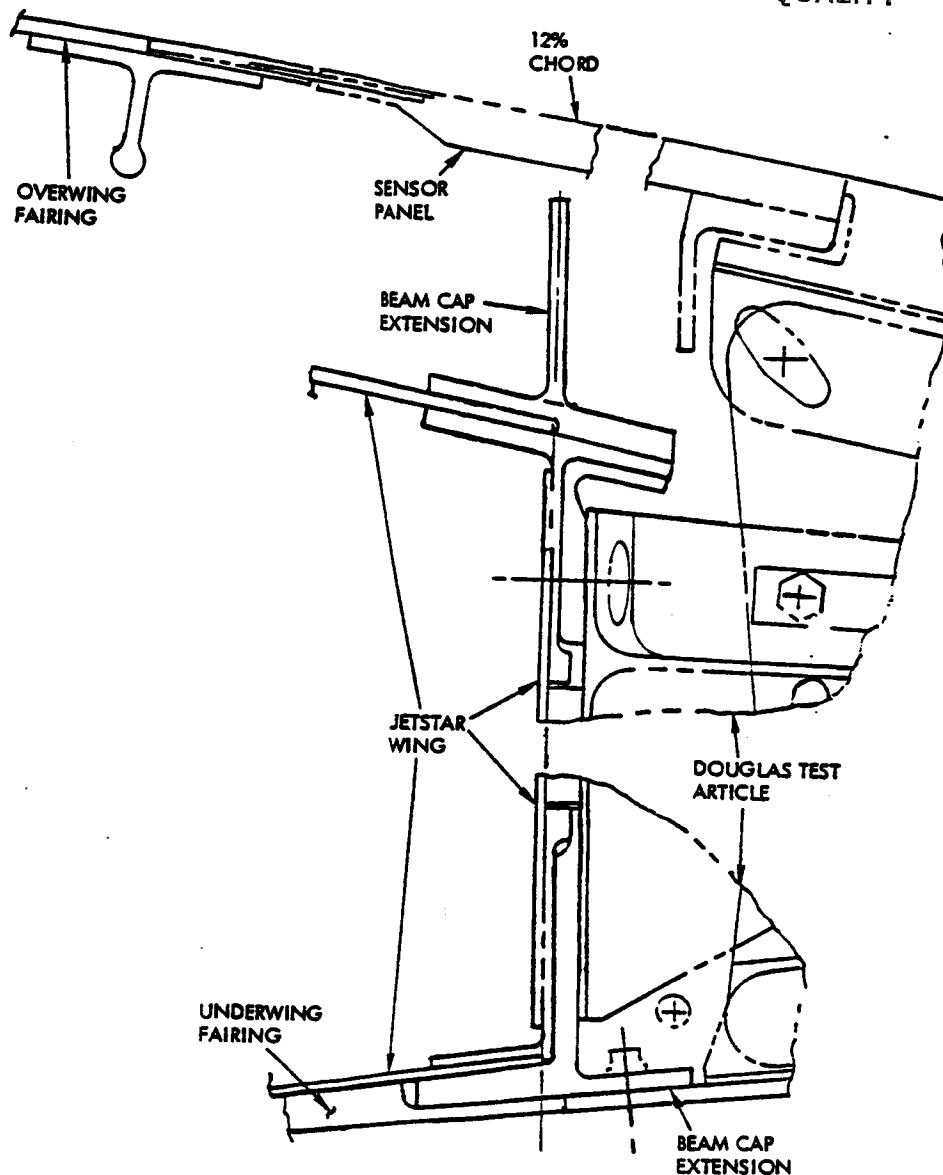 QUALITY
12%
CHORD
OVERWING
FAIRING
SENSOR
PANEL
BEAM CAP
EXTENSION
JETSTAR
WING
DOUGLAS TEST
ARTICLE
UNDERWING
FAIRING
BEAM CAP
EXTENSION